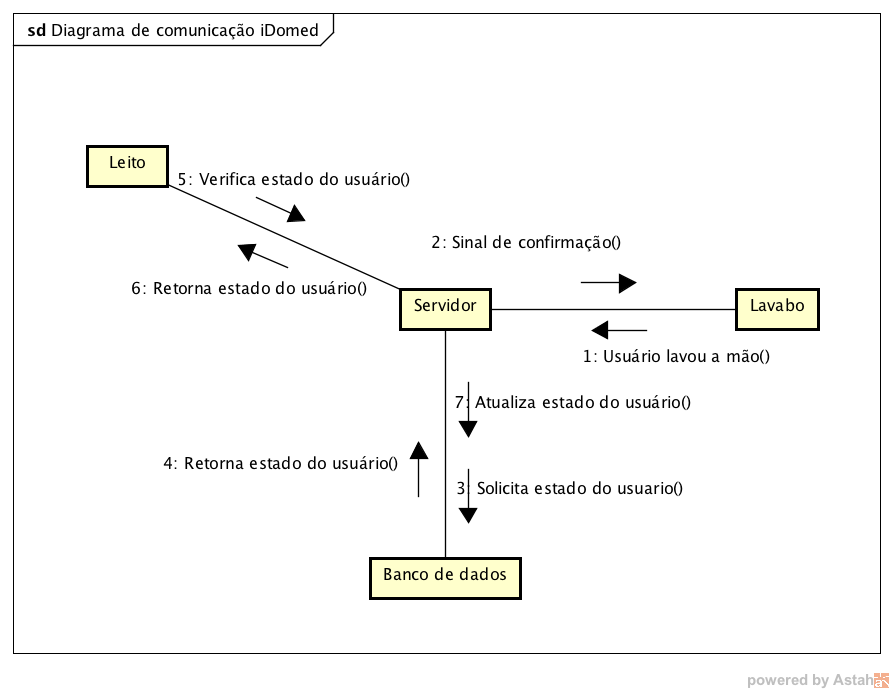 sd Diagrama de comunicação iDomed
Leito
5: Verifica estado do usuário()
2: Sinal de confirmação()
6: Retorna estado do usuário()
Servidor
Lavabo
1: Usuário lavou a mão()
7: Atualiza estado do usuário()
4: Retorna estado do usuário()
3: Solicita estado do usuario()
Banco de dados
powered by Astah